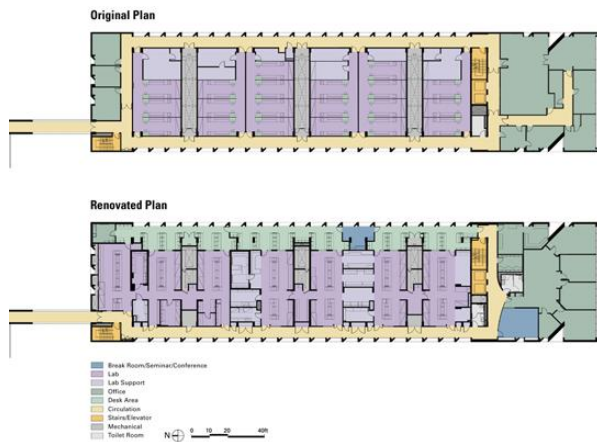 Original Plan
Renovated Plan
Break Room/Seminar/Conference
Lab
Lab Support
Office
Desk Area
Circulation
Stairs/Elevator
Mechanical
Toilet Room
N 0 10 20 40ft